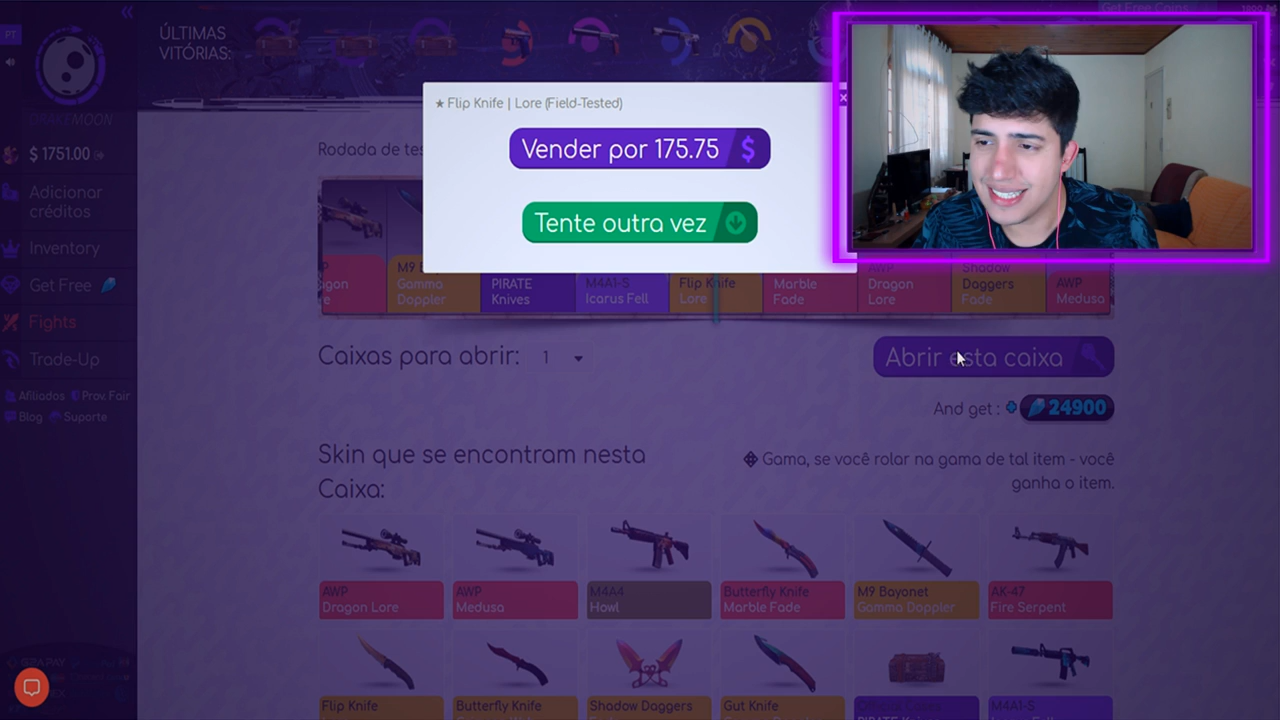 PT
ÚLTIMAS
VITÓRIAS:
Get Free Coins
DRAKEMOON
$ 1751.00
Adicionar
créditos
Inventory
Get Free
Fights
Trade-Up
Afiliados
Prov. Fair
Blog
Suporte
Rodada de tes
★ Flip Knife | Lore (Field-Tested)
Vender por 175.75 $
Tente outra vez
M9
Gamma
Doppler
PIRATE
Knives
M4A1-S
Icarus Fell
Flip Knife
Lore
Marble
Fade
AWP
Dragon
Lore
Shadow
Daggers
Fade
AWP
Medusa
Caixas para abrir: 1
Abrir esta caixa
And get : 24900
Skin que se encontram nesta
Caixa:
Gama, se você rolar na gama de tal item - você
ganha o item.
AWP
Dragon Lore
AWP
Medusa
M4A4
Howl
Butterfly Knife
Marble Fade
M9 Bayonet
Gamma Doppler
AK-47
Fire Serpent
Flip Knife
Butterfly Knife
Shadow Daggers
Gut Knife
M4A1-S